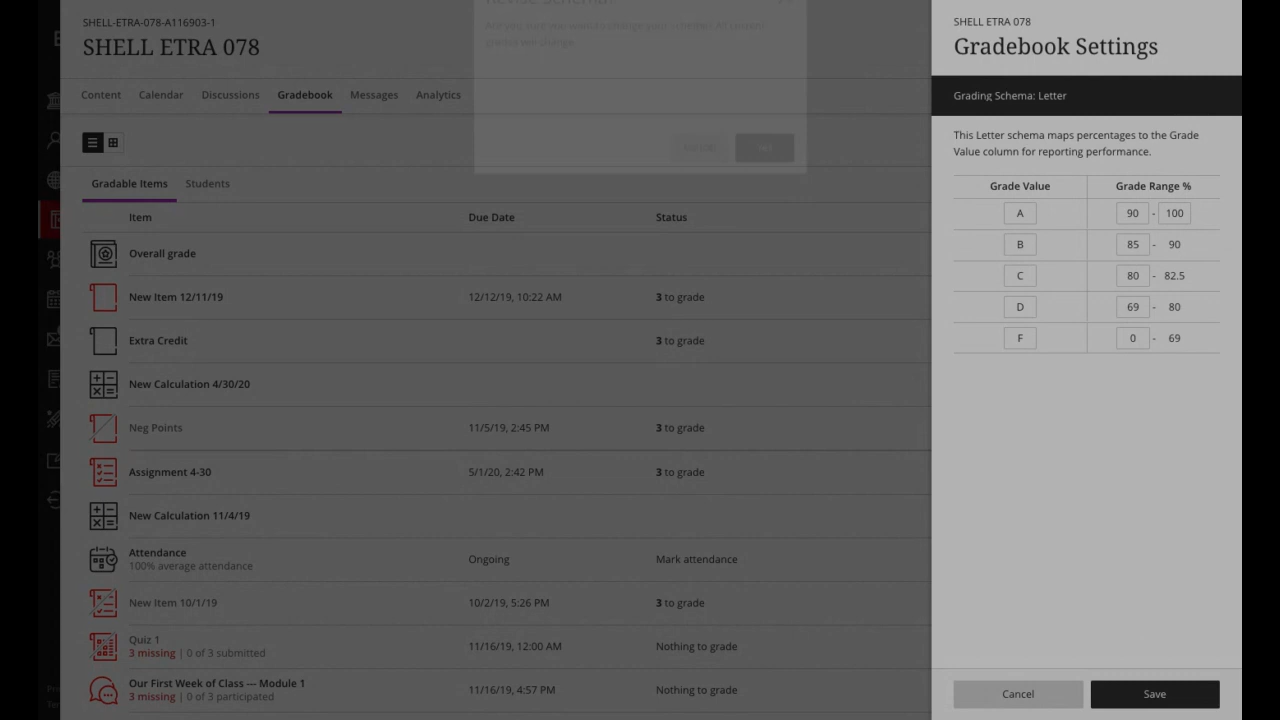 SHELL-ETRA-078-A116903-1
SHELL ETRA 078
Content Calendar Discussions Gradebook Messages Analytics
Gradable Items Students
Item Due Date Status
Overall grade
New Item 12/11/19 12/12/19, 10:22 AM 3 to grade
Extra Credit 3 to grade
New Calculation 4/30/20
Neg Points 11/5/19, 2:45 PM 3 to grade
Assignment 4-30 5/1/20, 2:42 PM 3 to grade
New Calculation 11/4/19
Attendance Ongoing Mark attendance
100% average attendance
New Item 10/1/19 10/2/19, 5:26 PM 3 to grade
Quiz 1 11/16/19, 12:00 AM Nothing to grade
3 missing | 0 of 3 submitted
Our First Week of Class --- Module 1 11/16/19, 4:57 PM Nothing to grade
3 missing | 0 of 3 participated
SHELL ETRA 078
Gradebook Settings
Grading Schema: Letter
This Letter schema maps percentages to the Grade
Value column for reporting performance.
Grade Value Grade Range %
A 90 - 100
B 85 - 90
C 80 - 82.5
D 69 - 80
F 0 - 69
Cancel Save